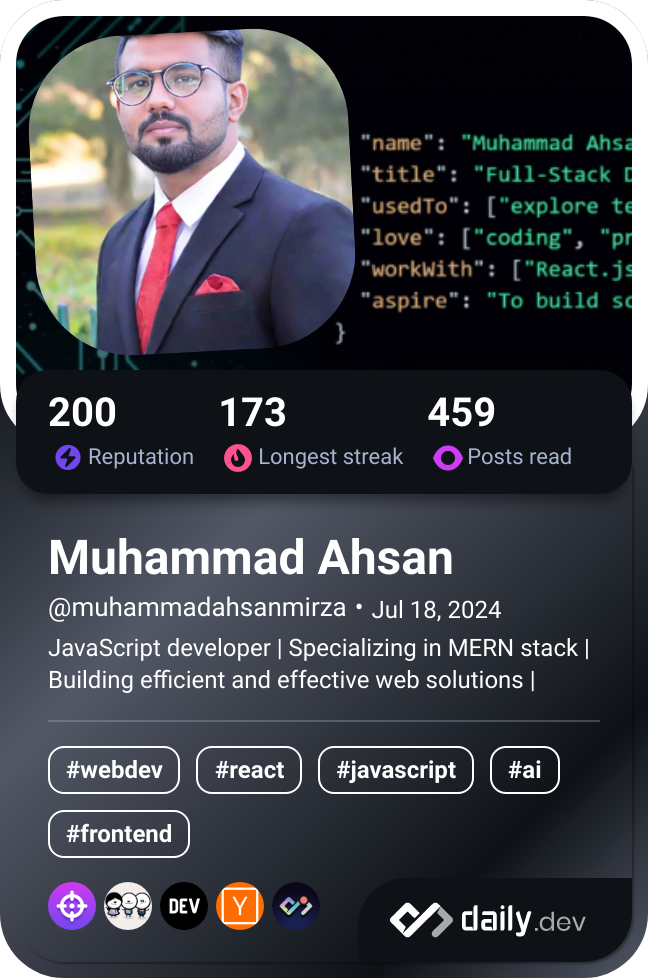 "name": "Muhammad Ahsa
"title": "Full-Stack D
"usedTo": ["explore te
"love": ["coding", "pr
"workWith": ["React.js
"aspire": "To build sc
}
200 173 459
Reputation Longest streak Posts read
Muhammad Ahsan
@muhammadahsanmirza • Jul 18, 2024
JavaScript developer | Specializing in MERN stack |
Building efficient and effective web solutions |
#webdev #react #javascript #ai
#frontend
DEV Y daily.dev